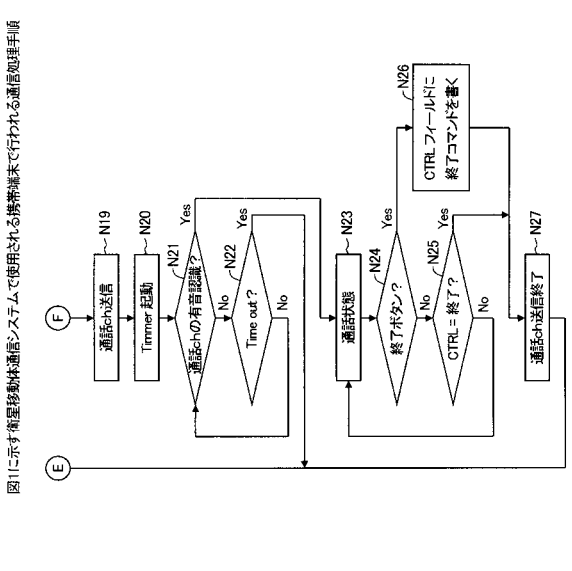 図1に示す衛星移動体通信システムで使用される携帯端末で行われる通信処理手順
F
通話ch送信
N19
Timmer 起動
N20
通話chの有音認識?
N21
Yes
No
Time out?
N22
Yes
No
通話状態
N23
終了ボタン?
N24
Yes
No
CTRL=終了?
N25
Yes
No
CTRLフィールドに
終了コマンドを書く
N26
通話ch送信終了
N27
E